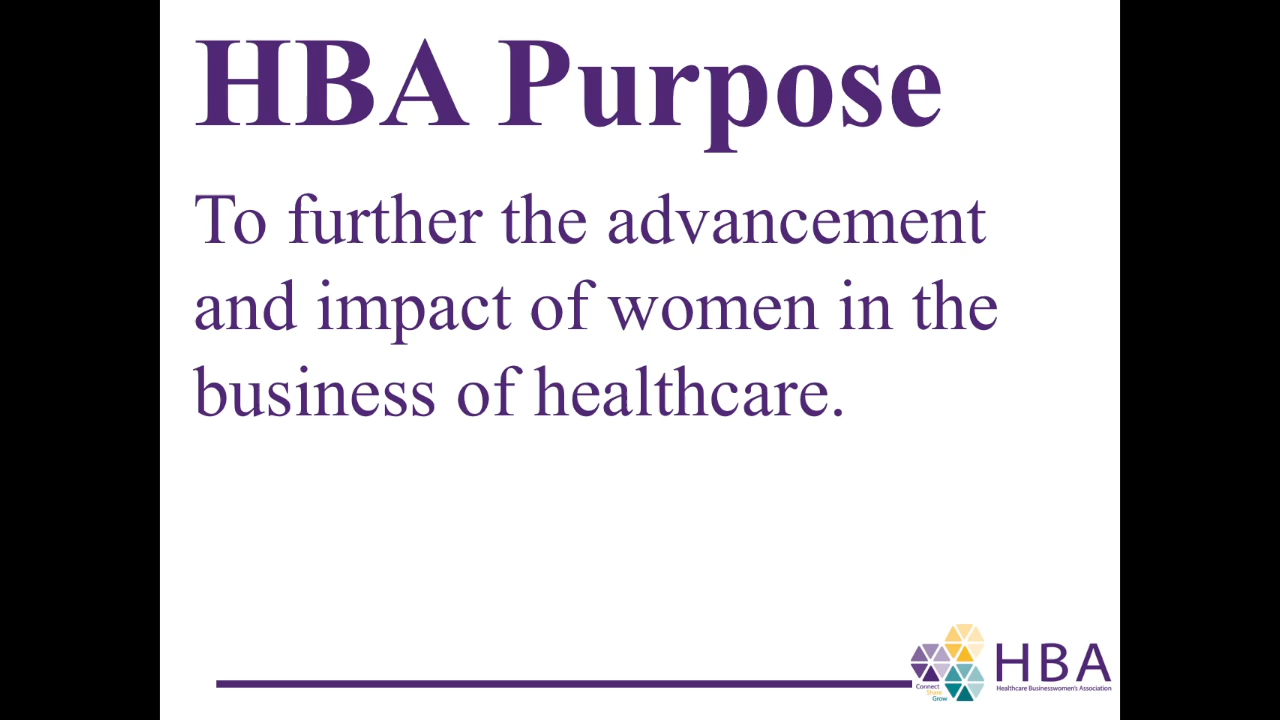 HBA Purpose
To further the advancement
and impact of women in the
business of healthcare.
Connect
Share
Grow
HBA
Healthcare Businesswomen's Association